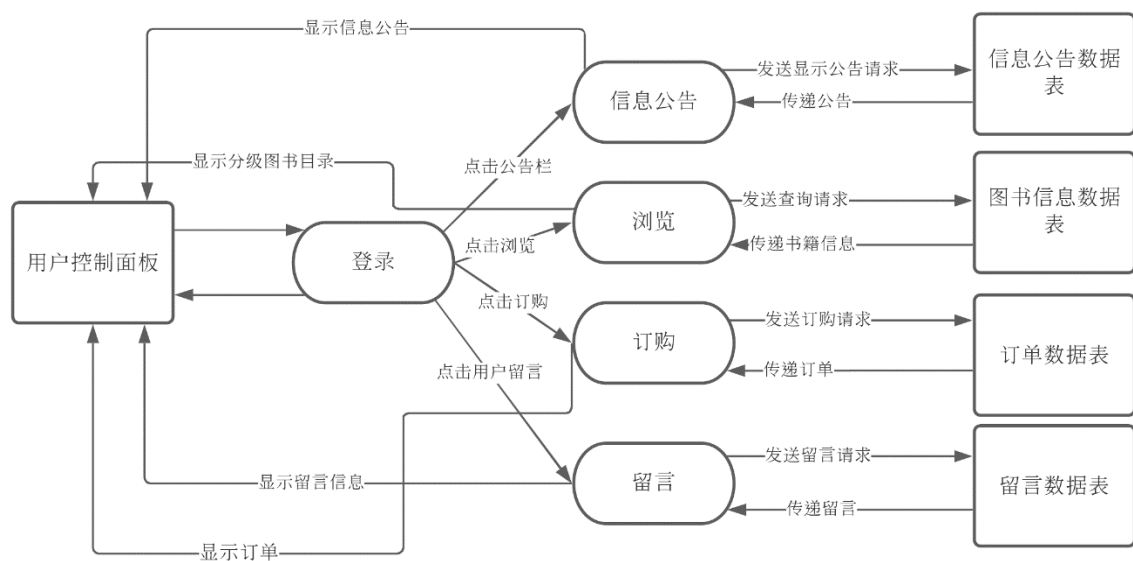 显示信息公告
信息公告数据
表
发送显示公告请求
信息公告
传递公告
显示分级图书目录
点击公告栏
图书信息数据
表
发送查询请求
浏览
用户控制面板
登录
点击浏览
传递书籍信息
点击订购
发送订购请求
订购
订单数据表
点击用户留言
传递订单
发送留言请求
显示留言信息
留言
留言数据表
传递留言
显示订单